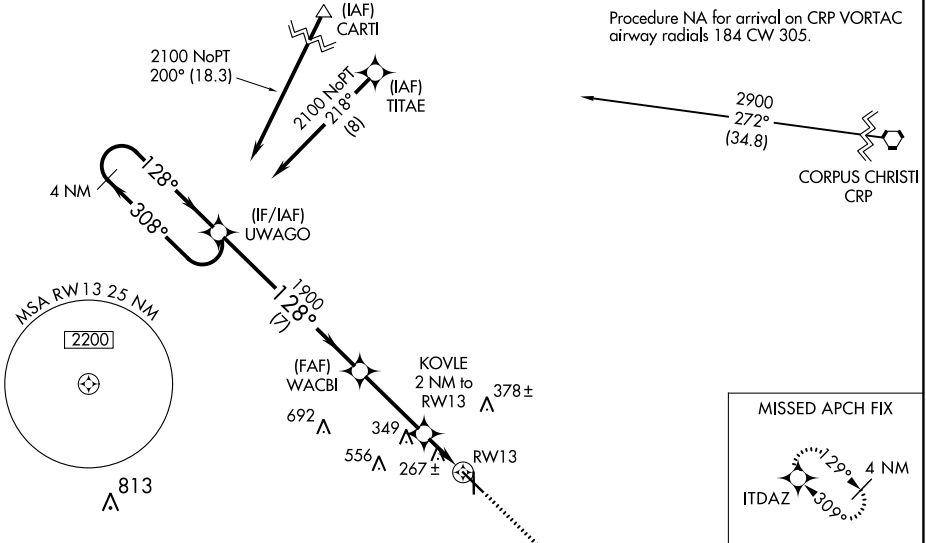 (IAF)
CARTI
Procedure NA for arrival on CRP VORTAC
airway radials 184 CW 305.
2100 NoPT
200° (18.3)
(IAF)
TITAE
2100 NoPT
218°
(8)
2900
272°
(34.8)
CORPUS CHRISTI
CRP
128°
4 NM
308°
(IF/IAF)
UWAGO
1900
128°
(7)
MSA RW13 25 NM
2200
(FAF)
WACBI
KOVLE
2 NM to
RW13
378±
692
349
556
267±
RW13
813
MISSED APCH FIX
129°
4 NM
ITDAZ
309°